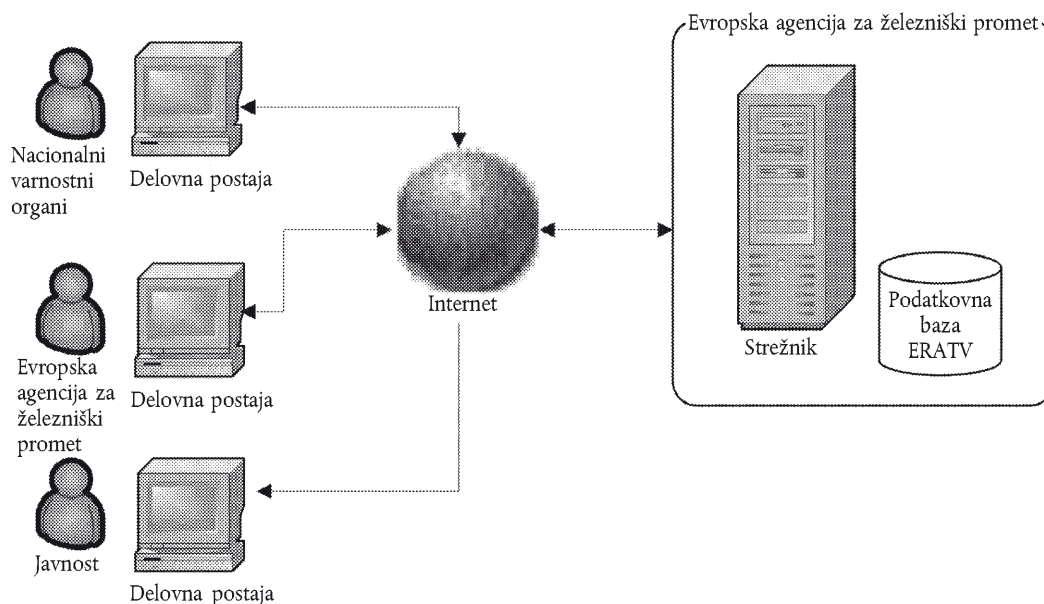 Evropska agencija za železniški promet
Nacionalni
varnostni
organi
Delovna postaja
Internet
Strežnik
Podatkovna
baza
ERATV
Evropska
agencija za
železniški
promet
Delovna postaja
Javnost
Delovna postaja